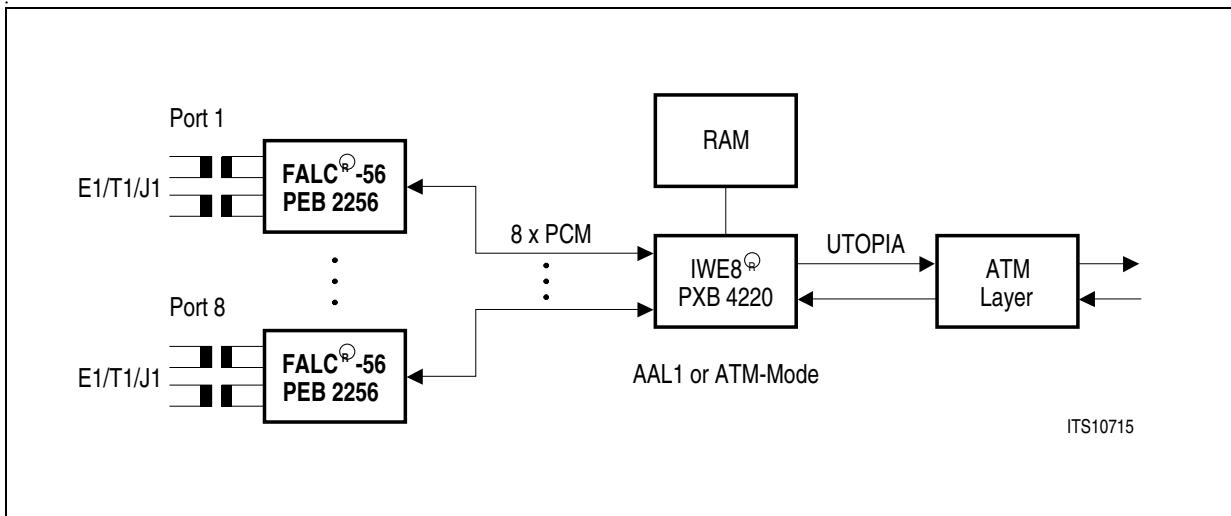 Port 1
E1/T1/J1
FALC®-56
PEB 2256
Port 8
E1/T1/J1
FALC®-56
PEB 2256
8 x PCM
RAM
IWE8®
PXB 4220
AAL1 or ATM-Mode
UTOPIA
ATM
Layer
ITS10715